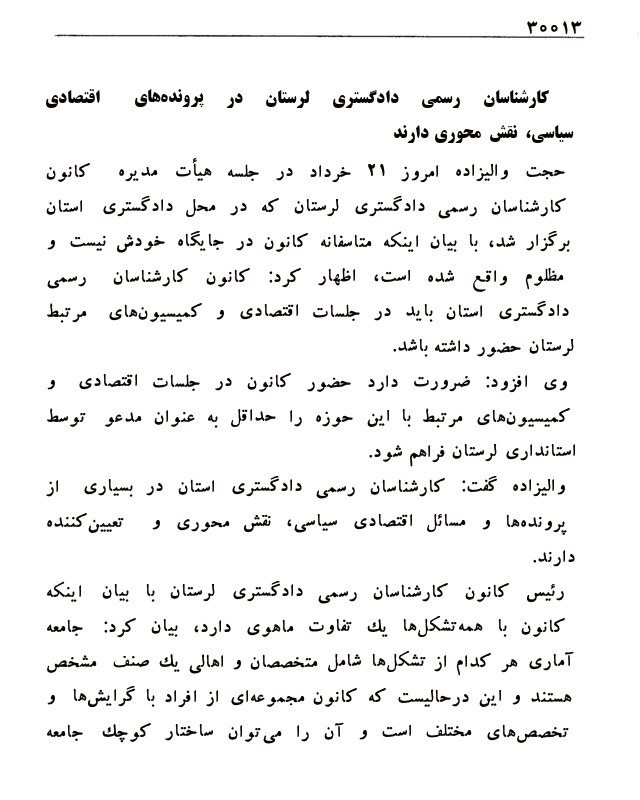 ۳۰۰۱۳
کارشناسان رسمی دادگستری لرستان در پرونده‌های اقتصادی
سیاسی، نقش محوری دارند
حجت والیزاده امروز ۲۱ خرداد در جلسه هیأت مدیره کانون
کارشناسان رسمی دادگستری لرستان که در محل دادگستری استان
برگزار شد، با بیان اینکه متاسفانه کانون در جایگاه خودش نیست و
مظلوم واقع شده است، اظهار کرد: کانون کارشناسان رسمی
دادگستری استان باید در جلسات اقتصادی و کمیسیون‌های مرتبط
لرستان حضور داشته باشد.
وی افزود: ضرورت دارد حضور کانون در جلسات اقتصادی و
کمیسیون‌های مرتبط با این حوزه را حداقل به عنوان مدعو توسط
استانداری لرستان فراهم شود.
والیزاده گفت: کارشناسان رسمی دادگستری استان در بسیاری از
پرونده‌ها و مسائل اقتصادی سیاسی، نقش محوری و تعیین‌کننده
دارند.
رئیس کانون کارشناسان رسمی دادگستری لرستان با بیان اینکه
کانون با همه‌تشکل‌ها یك تفاوت ماهوی دارد، بیان کرد: جامعه
آماری هر کدام از تشکل‌ها شامل متخصصان و اهالی یك صنف مشخص
هستند و این درحالیست که کانون مجموعه‌ای از افراد با گرایش‌ها و
تخصص‌های مختلف است و آن را می‌توان ساختار کوچك جامعه